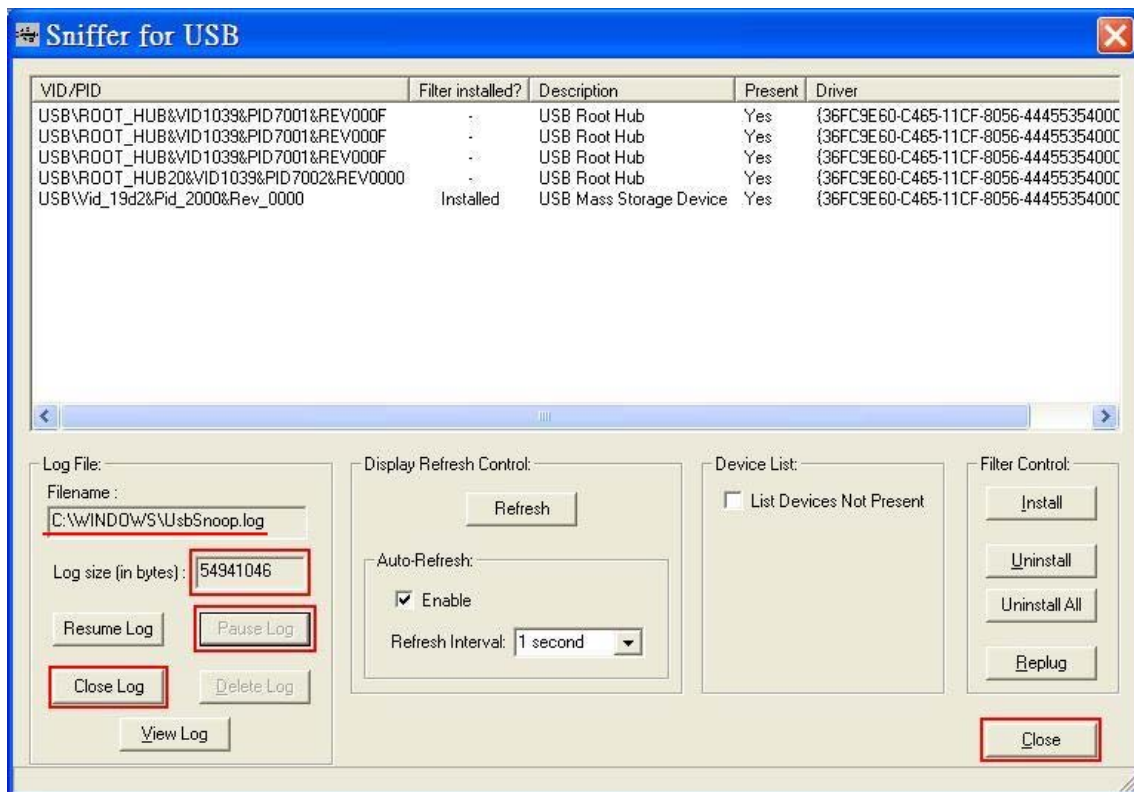 Sniffer for USB
VID/PID Filter installed? Description Present Driver
USB\ROOT_HUB&VID1039&PID7001&REV000F - USB Root Hub Yes {36FC9E60-C465-11CF-8056-44455354000
USB\ROOT_HUB&VID1039&PID7001&REV000F - USB Root Hub Yes {36FC9E60-C465-11CF-8056-44455354000
USB\ROOT_HUB&VID1039&PID7001&REV000F - USB Root Hub Yes {36FC9E60-C465-11CF-8056-44455354000
USB\ROOT_HUB20&VID1039&PID7002&REV0000 - USB Root Hub Yes {36FC9E60-C465-11CF-8056-44455354000
USB\Vid_19d2&Pid_2000&Rev_0000 Installed USB Mass Storage Device Yes {36FC9E60-C465-11CF-8056-44455354000
Log File:
Filename :
C:\WINDOWS\UsbSnoop.log
Log size (in bytes) : 54941046
Resume Log Pause Log
Close Log Delete Log
View Log
Display Refresh Control:
Refresh
Auto-Refresh:
Enable
Refresh Interval: 1 second
Device List:
List Devices Not Present
Filter Control:
Install
Uninstall
Uninstall All
Replug
Close